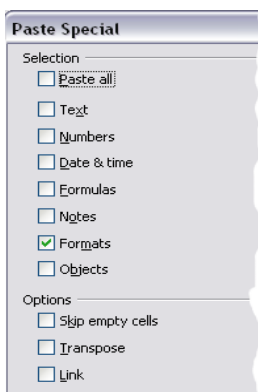 Paste Special
Selection
Paste all
Text
Numbers
Date & time
Formulas
Notes
Formats
Objects
Options
Skip empty cells
Transpose
Link